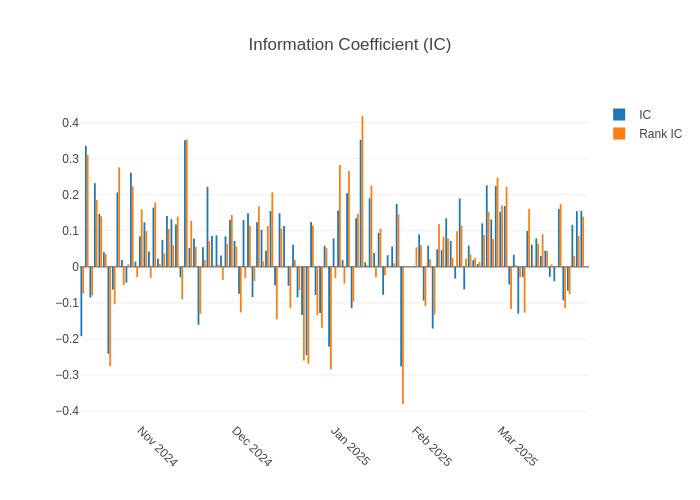 Information Coefficient (IC)
IC
Rank IC
0.4
0.3
0.2
0.1
0
−0.1
−0.2
−0.3
−0.4
Nov 2024
Dec 2024
Jan 2025
Feb 2025
Mar 2025